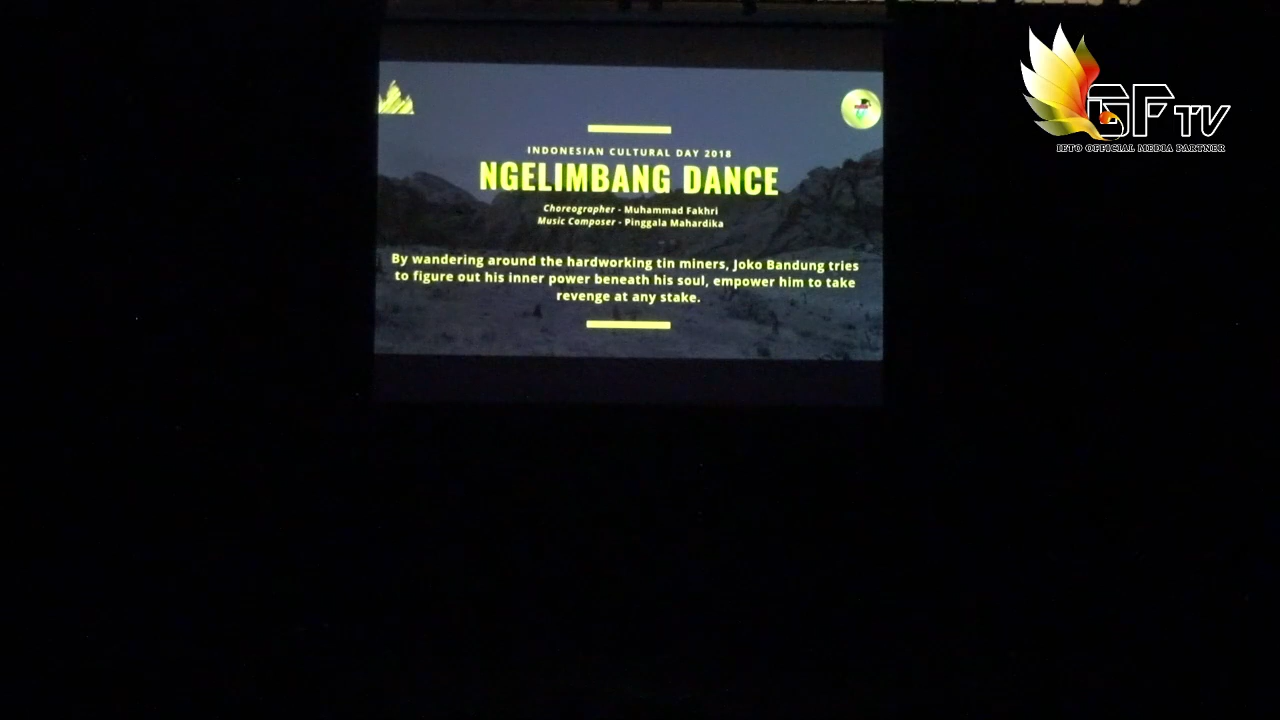 INDONESIAN CULTURAL DAY 2018
NGELIMBANG DANCE
Choreographer - Muhammad Fakhri
Music Composer - Pinggala Mahardika
By wandering around the hardworking tin miners, Joko Bandung tries
to figure out his inner power beneath his soul, empower him to take
revenge at any stake.
GF TV
IETO OFFICIAL MEDIA PARTNER